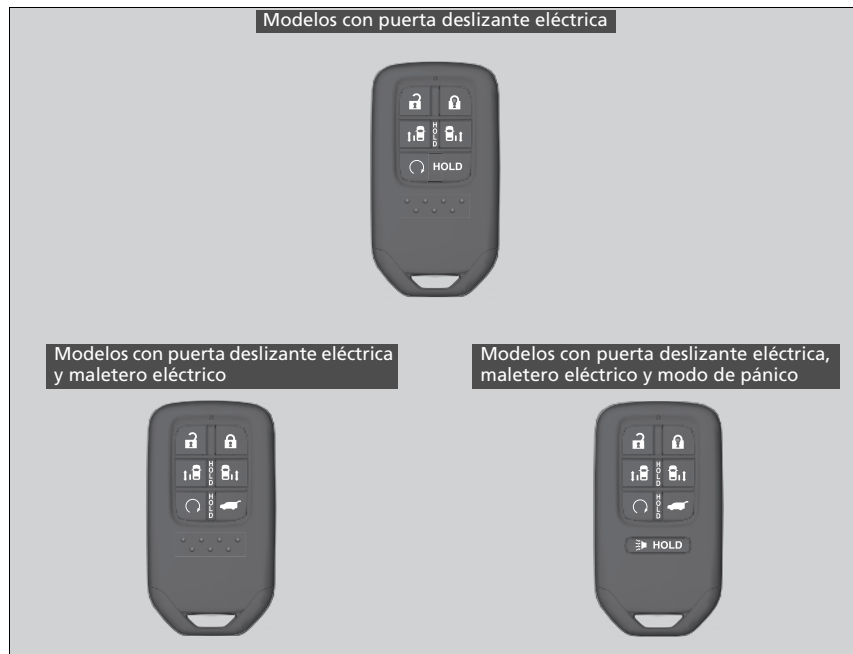 Modelos con puerta deslizante eléctrica
HOLD
HOLD
Modelos con puerta deslizante eléctrica
y maletero eléctrico
Modelos con puerta deslizante eléctrica,
maletero eléctrico y modo de pánico
HOLD
HOLD
HOLD
HOLD
HOLD